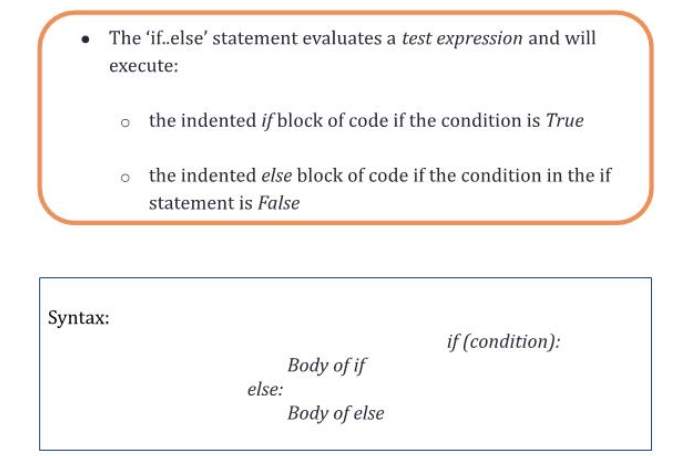 • The ‘if..else’ statement evaluates a test expression and will
execute:
o the indented if block of code if the condition is True
o the indented else block of code if the condition in the if
statement is False
Syntax:
if (condition):
Body of if
else:
Body of else